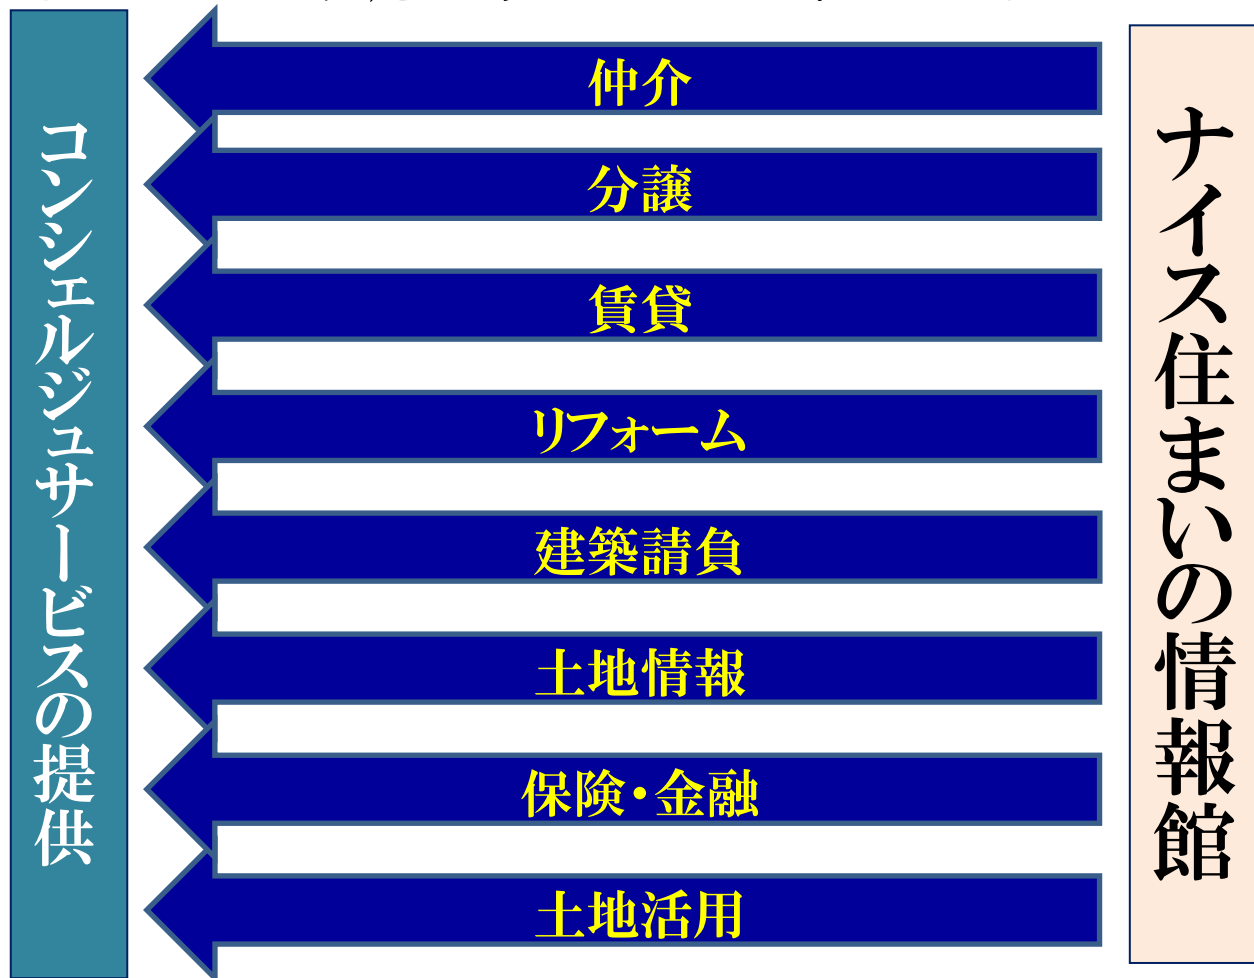 コンシェルジュサービスの提供
仲介
分譲
賃貸
リフォーム
建築請負
土地情報
保険・金融
土地活用
ナイス住まいの情報館